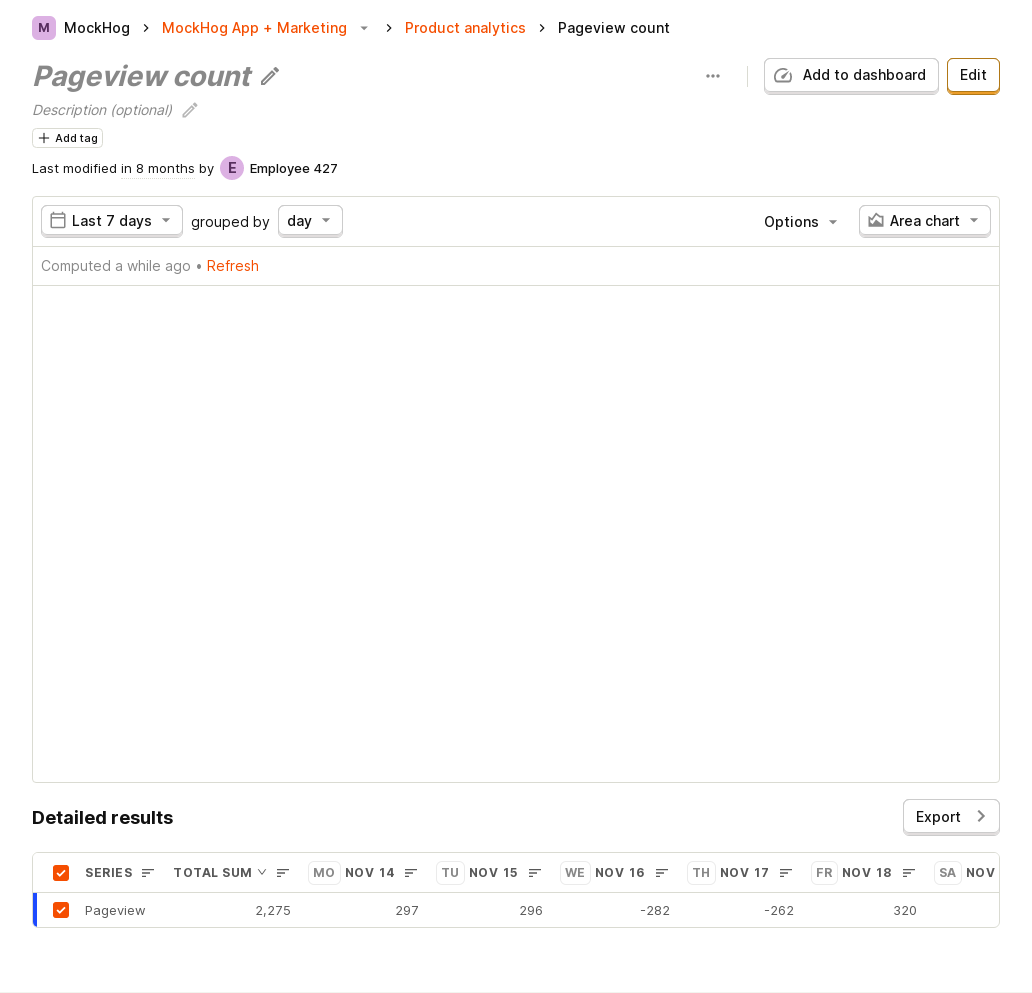 M MockHog > MockHog App + Marketing > Product analytics > Pageview count
Pageview count
Add to dashboard Edit
Description (optional)
Add tag
Last modified in 8 months by E Employee 427
Last 7 days grouped by day Options Area chart
Computed a while ago • Refresh
Detailed results
Export
SERIES TOTAL SUM MO NOV 14 TU NOV 15 WE NOV 16 TH NOV 17 FR NOV 18 SA NOV
Pageview 2,275 297 296 -282 -262 320